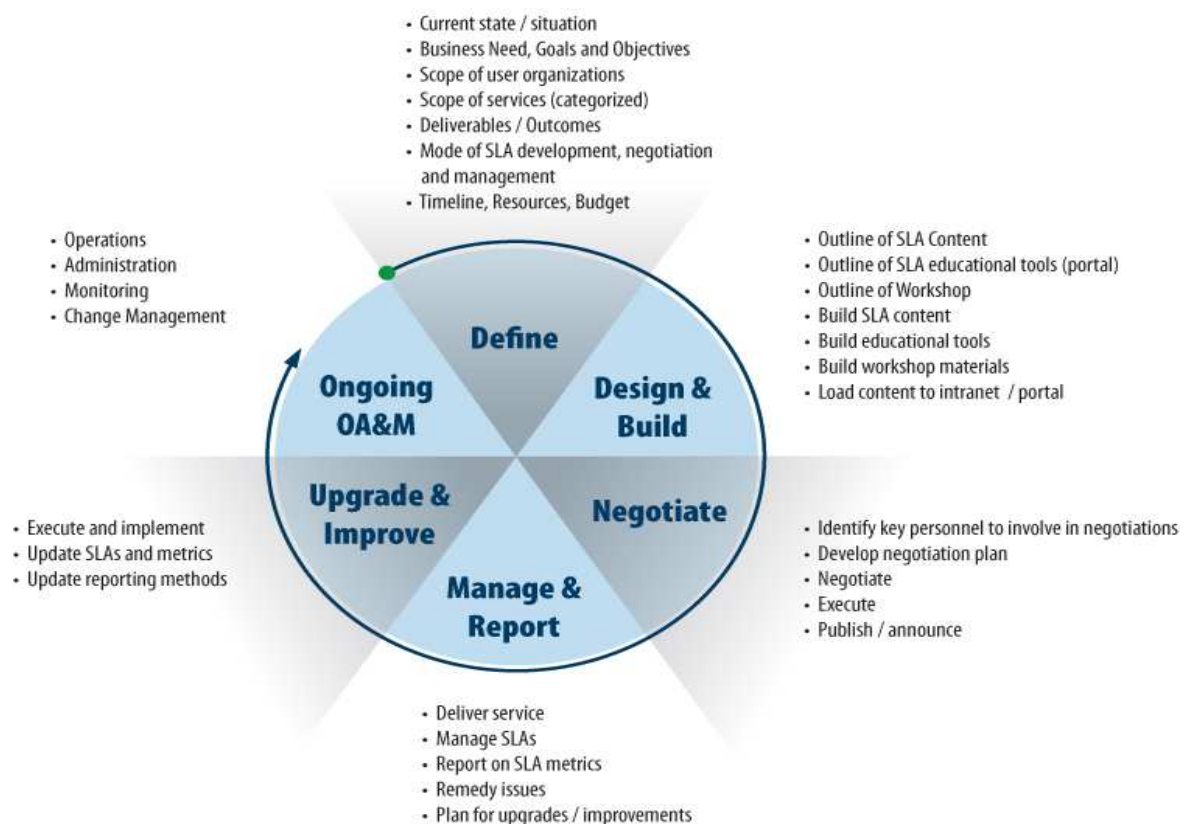 • Current state / situation
• Business Need, Goals and Objectives
• Scope of user organizations
• Scope of services (categorized)
• Deliverables / Outcomes
• Mode of SLA development, negotiation
and management
• Timeline, Resources, Budget
• Operations
• Administration
• Monitoring
• Change Management
• Outline of SLA Content
• Outline of SLA educational tools (portal)
• Outline of Workshop
• Build SLA content
• Build educational tools
• Build workshop materials
• Load content to intranet / portal
Define
Ongoing
OA&M
Design &
Build
Upgrade &
Improve
Negotiate
Manage &
Report
• Execute and implement
• Update SLAs and metrics
• Update reporting methods
• Identify key personnel to involve in negotiations
• Develop negotiation plan
• Negotiate
• Execute
• Publish / announce
• Deliver service
• Manage SLAs
• Report on SLA metrics
• Remedy issues
• Plan for upgrades / improvements